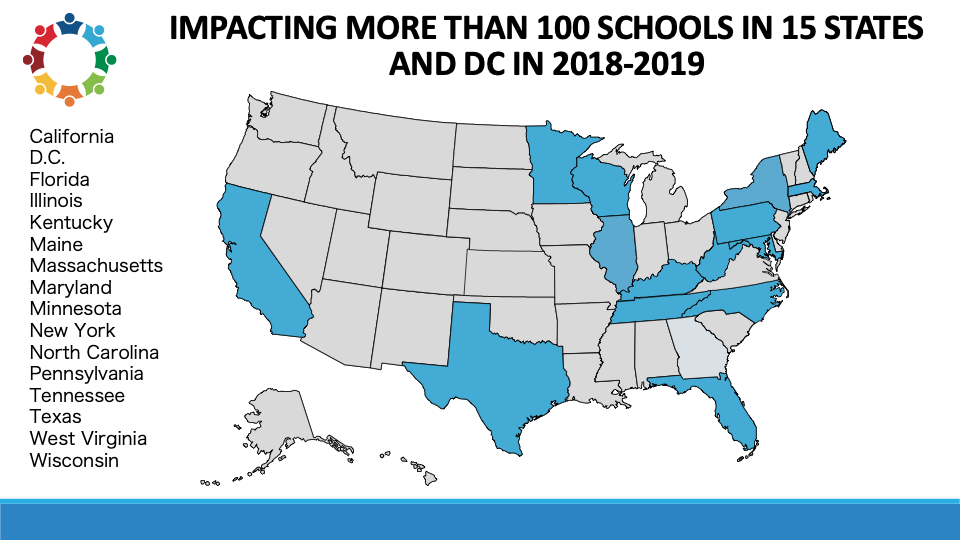 IMPACTING MORE THAN 100 SCHOOLS IN 15 STATES
AND DC IN 2018-2019
California
D.C.
Florida
Illinois
Kentucky
Maine
Massachusetts
Maryland
Minnesota
New York
North Carolina
Pennsylvania
Tennessee
Texas
West Virginia
Wisconsin